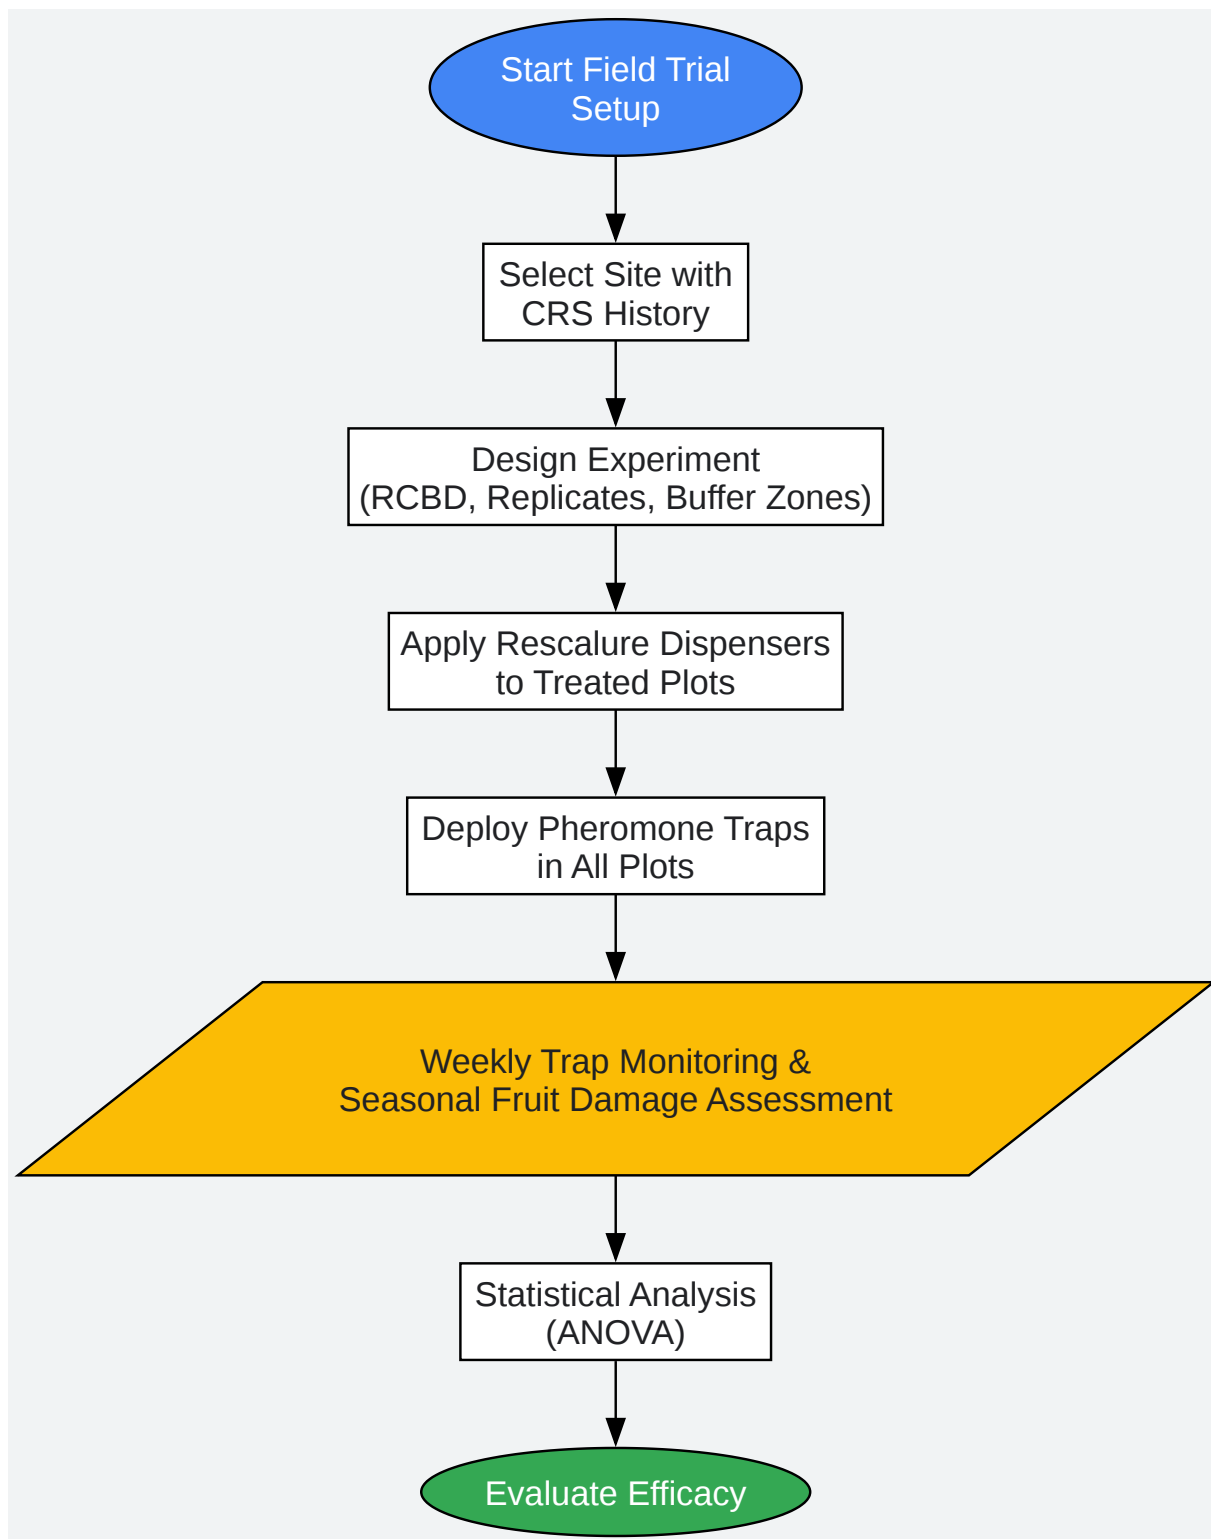 Start Field Trial
Setup
Select Site with
CRS History
Design Experiment
(RCBD, Replicates, Buffer Zones)
Apply Rescalure Dispensers
to Treated Plots
Deploy Pheromone Traps
in All Plots
Weekly Trap Monitoring &
Seasonal Fruit Damage Assessment
Statistical Analysis
(ANOVA)
Evaluate Efficacy